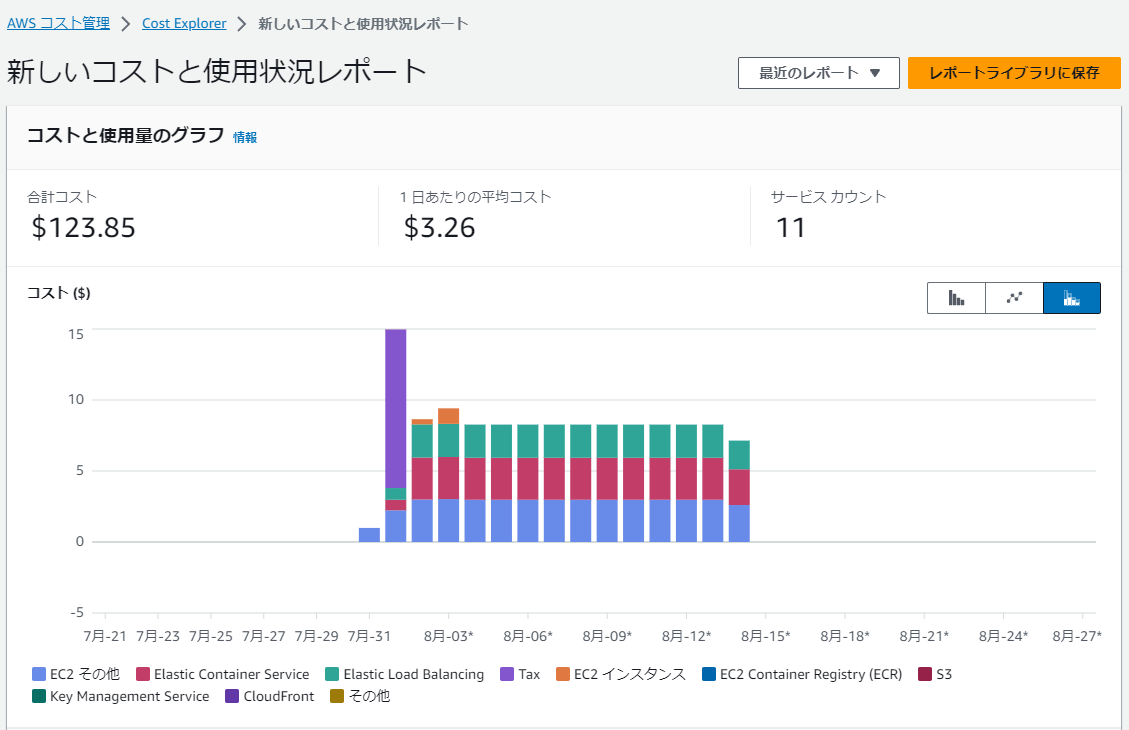 AWS コスト管理 > Cost Explorer > 新しいコストと使用状況レポート
新しいコストと使用状況レポート
最近のレポート ▼ レポートライブラリに保存
コストと使用量のグラフ 情報
合計コスト 1 日あたりの平均コスト サービス カウント
$123.85 $3.26 11
コスト ($)
15
10
5
0
-5
7月-21 7月-23 7月-25 7月-27 7月-29 7月-31 8月-03* 8月-06* 8月-09* 8月-12* 8月-15* 8月-18* 8月-21* 8月-24* 8月-27*
EC2 その他 Elastic Container Service Elastic Load Balancing Tax EC2 インスタンス EC2 Container Registry (ECR) S3
Key Management Service CloudFront その他